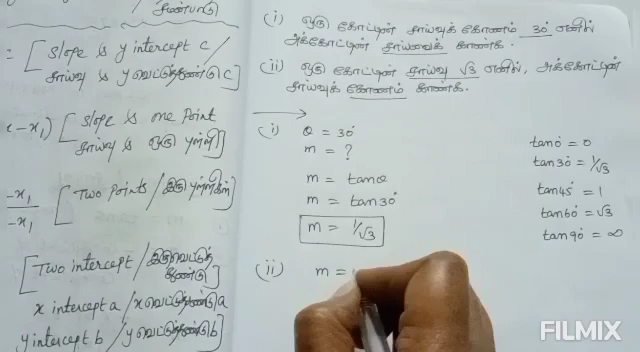 சமன்பாடு
= [ slope & y intercept c /
சாய்வு & y வெட்டுத்துண்டு c ]
(-x₁) [ slope & one point
சாய்வு & ஒரு புள்ளி ]
-x₁
-x₁ [ Two points / இரு புள்ளிகள் ]
[ Two intercept / இருவெட்டுத்
துண்டு ]
x intercept a / x வெட்டுத்துண்டு a
y intercept b / y வெட்டுத்துண்டு b ]
(i) ஒரு கோட்டின் சாய்வுக் கோணம் 30° எனில்
அக்கோட்டின் சாய்வைக் காண்க.
(ii) ஒரு கோட்டின் சாய்வு √3 எனில், அக்கோட்டின்
சாய்வுக் கோணம் காண்க.
(i) θ = 30°
m = ?
m = tanθ
m = tan30°
m = 1/√3
(ii) m =
tan0° = 0
tan30° = 1/√3
tan45° = 1
tan60° = √3
tan90° = ∞
FILMIX